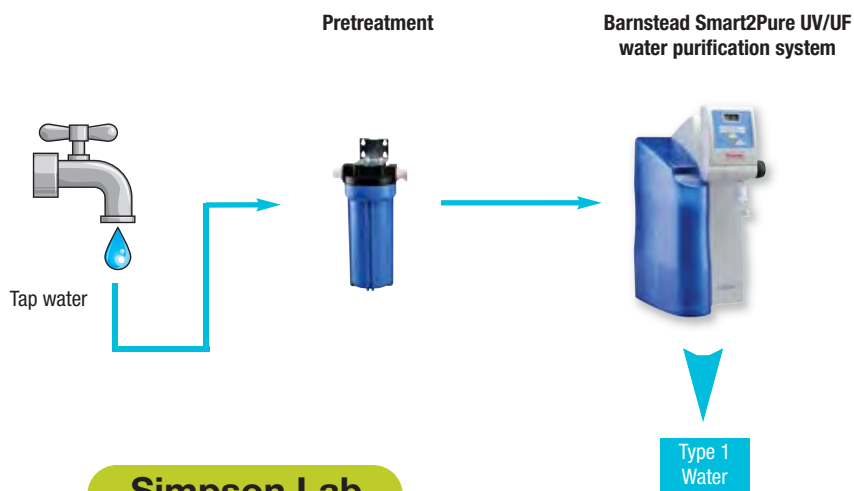 Pretreatment
Barnstead Smart2Pure UV/UF
water purification system
Tap water
Type 1
Water
Simpson Lab